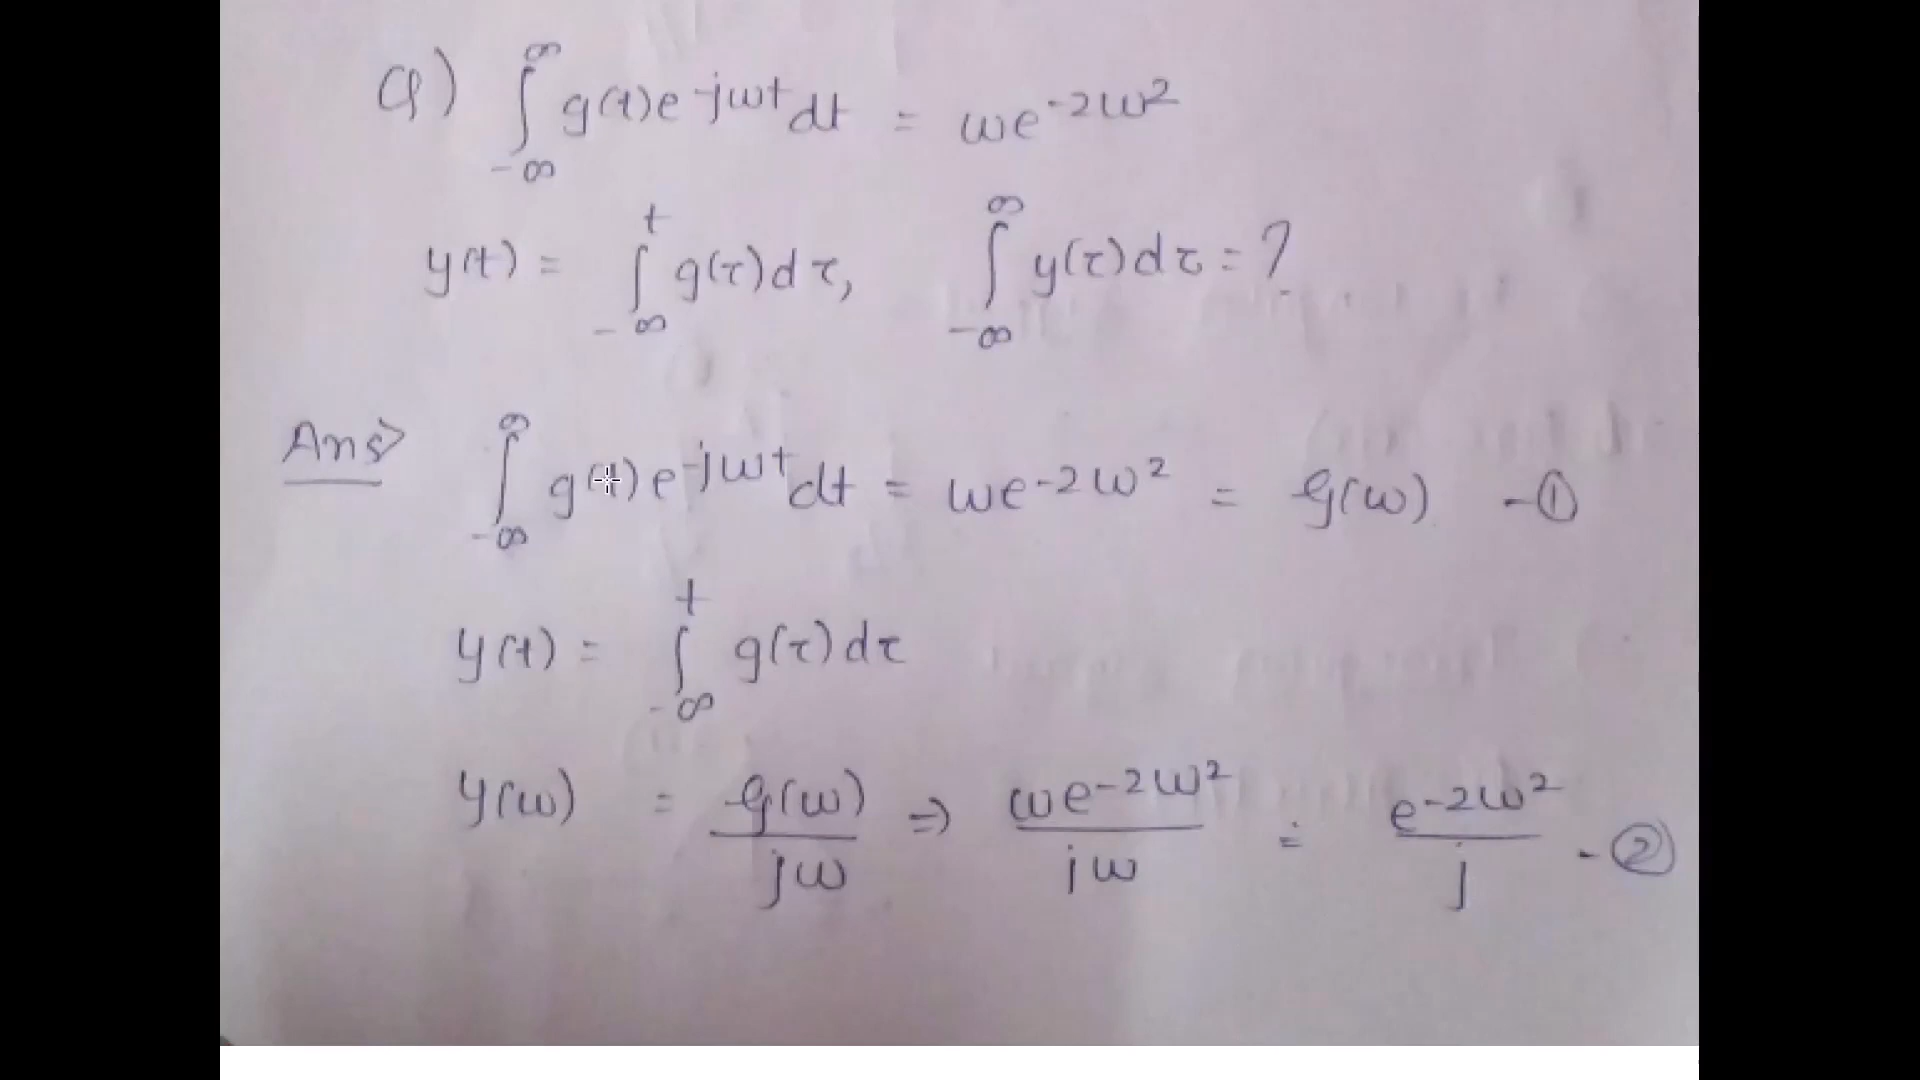 Q) ∫_{-∞}^{∞} g(t)e^{-jωt}dt = ωe^{-2ω²}
y(t) = ∫_{-∞}^{t} g(τ)dτ, ∫_{-∞}^{∞} y(τ)dτ = ?
Ans> ∫_{-∞}^{∞} g(t)e^{-jωt}dt = ωe^{-2ω²} = G(ω) -①
y(t) = ∫_{-∞}^{t} g(τ)dτ
Y(ω) = G(ω)/jω ⇒ ωe^{-2ω²}/jω = e^{-2ω²}/j -②